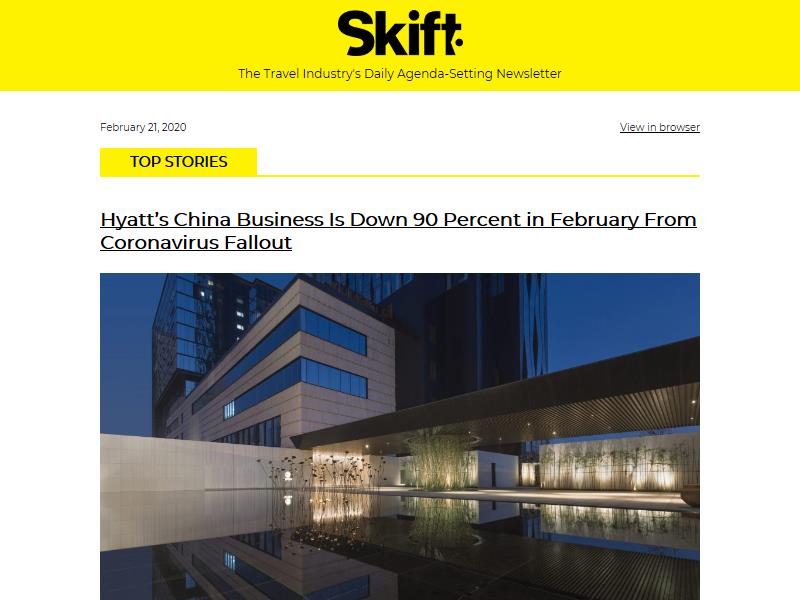 Skift
The Travel Industry's Daily Agenda-Setting Newsletter
February 21, 2020
View in browser
TOP STORIES
Hyatt’s China Business Is Down 90 Percent in February From
Coronavirus Fallout